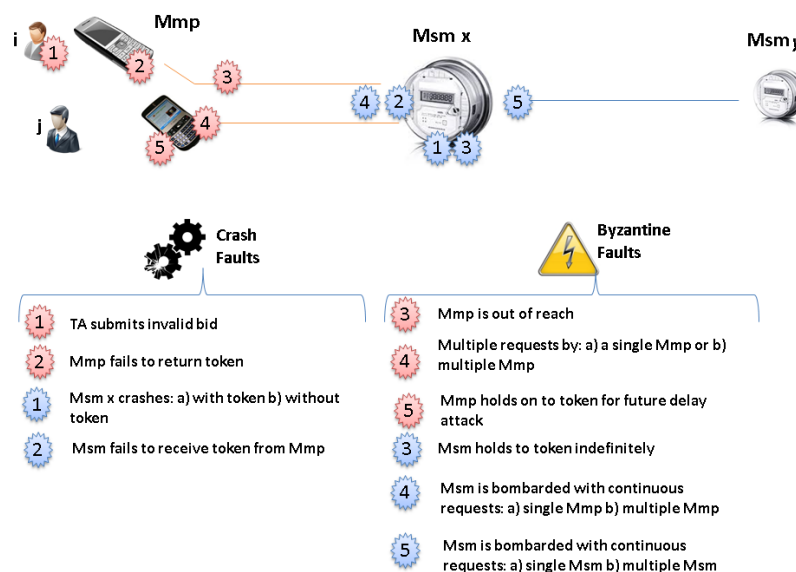 Mmp
i
1
2
3
Msm x
Msm y
4
2
5
j
4
5
1
3
Crash
Faults
1 TA submits invalid bid
2 Mmp fails to return token
1 Msm x crashes: a) with token b) without
token
2 Msm fails to receive token from Mmp
Byzantine
Faults
3 Mmp is out of reach
4 Multiple requests by: a) a single Mmp or b)
multiple Mmp
5 Mmp holds on to token for future delay
attack
3 Msm holds to token indefinitely
4 Msm is bombarded with continuous
requests: a) single Mmp b) multiple Mmp
5 Msm is bombarded with continuous
requests: a) single Msm b) multiple Msm